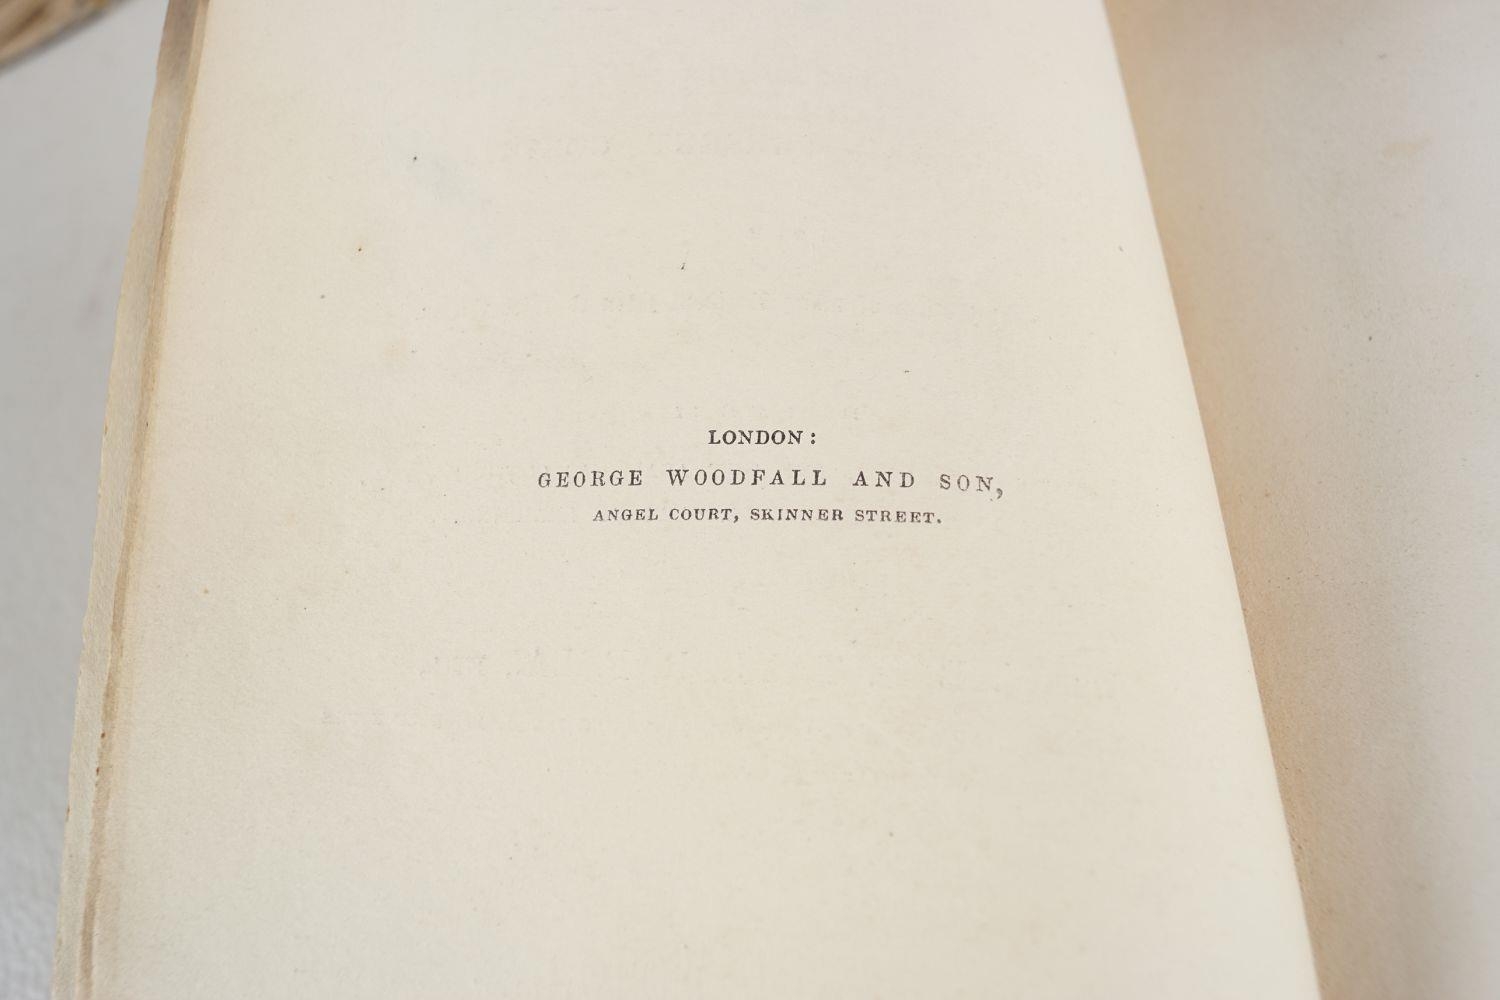 LONDON:
GEORGE WOODFALL AND SON,
ANGEL COURT, SKINNER STREET.